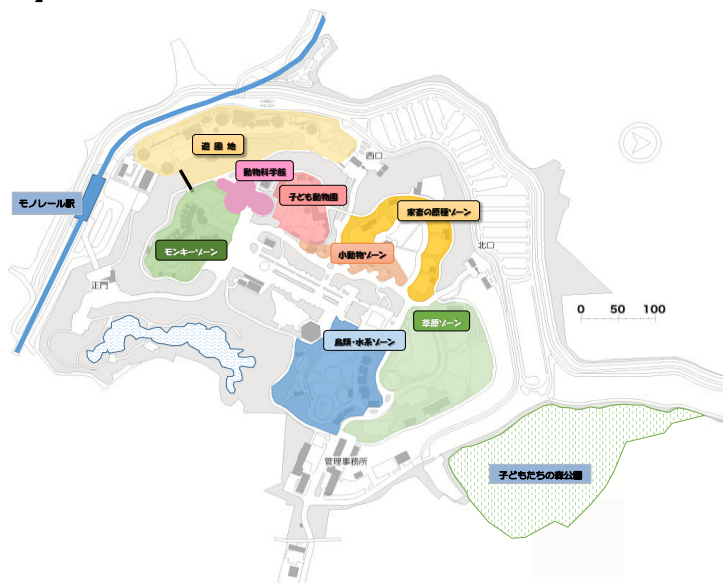 遊 園 地
西口
動物科学館
子ども動物園
モノレール駅
家畜の原種ゾーン
モンキーゾーン
小動物ゾーン
北口
正門
0 50 100
草原ゾーン
鳥類・水系ゾーン
管理事務所
子どもたちの森公園